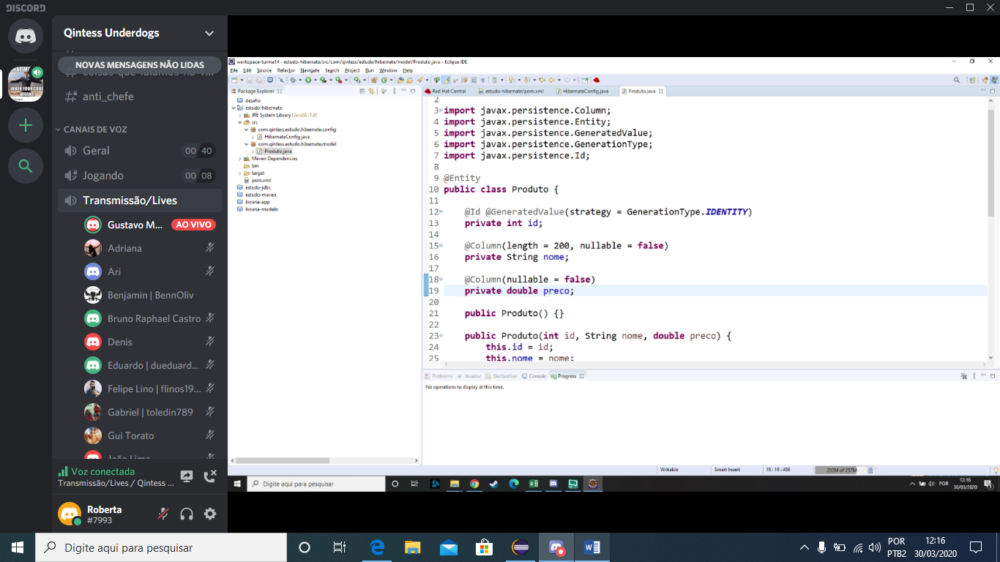 DISCORD
Qintess Underdogs
NOVAS MENSAGENS NÃO LIDAS
anti_chefe
CANAIS DE VOZ
Geral
00 40
Jogando
00 08
Transmissão/Lives
Gustavo M...
AO VIVO
Adriana
Ari
Benjamin | BennOliv
Bruno Raphael Castro
Denis
Eduardo | dueduard...
Felipe Lino | flinos19...
Gabriel | toledin789
Gui Torato
João Lima
Voz conectada
Transmissão/Lives / Qintess ...
Roberta
#7993
workspace-turma14 - estudo-hibernate/src/com/qintess/estudo/hibernate/model/Produto.java - Eclipse IDE
File Edit Source Refactor Navigate Search Project Run Window Help
Package Explorer
desafio
estudo-hibernate
JRE System Library [JavaSE-1.8]
src
com.qintess.estudo.hibernate.config
HibernateConfig.java
com.qintess.estudo.hibernate.model
Produto.java
Maven Dependencies
bin
target
pom.xml
estudo-jdbc
estudo-maven
livraria-app
livraria-modelo
Red Hat Central
estudo-hibernate/pom.xml
HibernateConfig.java
Produto.java
2
3 import javax.persistence.Column;
4 import javax.persistence.Entity;
5 import javax.persistence.GeneratedValue;
6 import javax.persistence.GenerationType;
7 import javax.persistence.Id;
8
9 @Entity
10 public class Produto {
11
12 @Id @GeneratedValue(strategy = GenerationType.IDENTITY)
13 private int id;
14
15 @Column(length = 200, nullable = false)
16 private String nome;
17
18 @Column(nullable = false)
19 private double preco;
20
21 public Produto() {}
22
23 public Produto(int id, String nome, double preco) {
24 this.id = id;
25 this.nome = nome;
Problems Javadoc Declaration Console Progress
No operations to display at this time.
Writable
Smart Insert
19 : 19 : 456
203M of 257M
Digite aqui para pesquisar
POR
12:16
30/03/2020
Digite aqui para pesquisar
POR
PTB2
12:16
30/03/2020